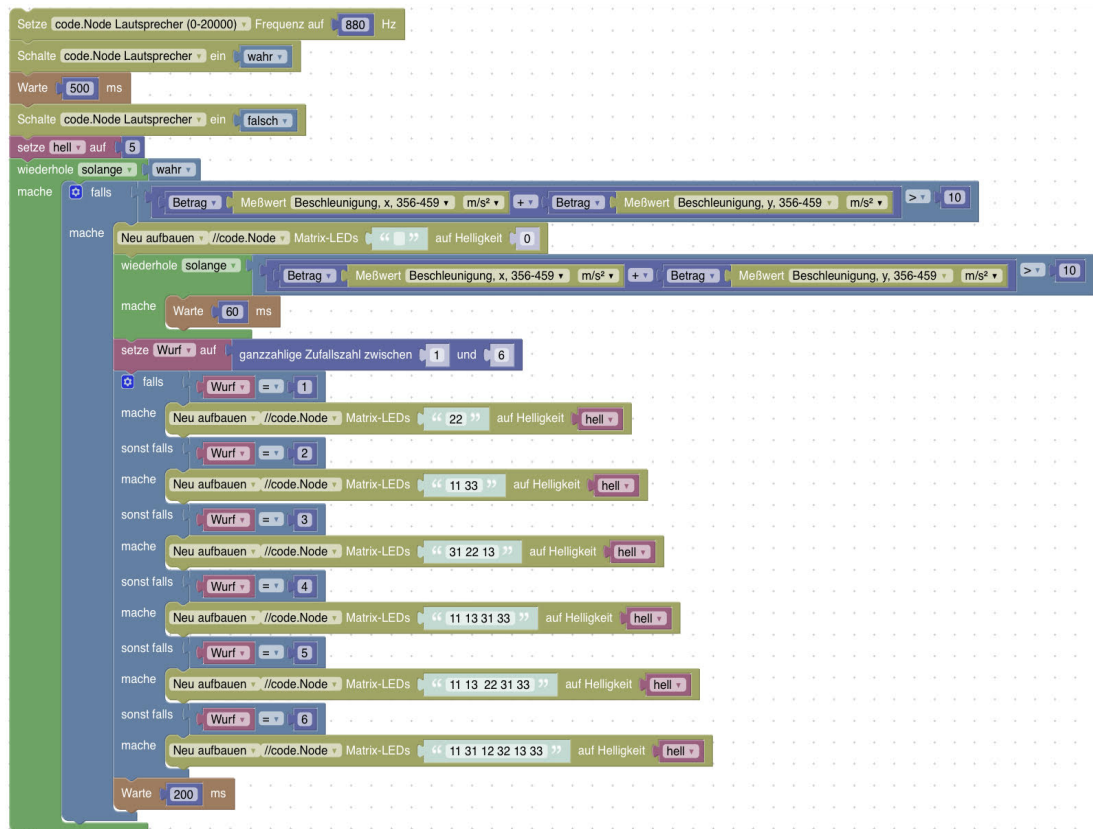 Setze code.Node Lautsprecher (0-20000) Frequenz auf 880 Hz
Schalte code.Node Lautsprecher ein wahr
Warte 500 ms
Schalte code.Node Lautsprecher ein falsch
setze hell auf 5
wiederhole solange wahr
mache falls Betrag Meßwert Beschleunigung, x, 356-459 m/s² + Betrag Meßwert Beschleunigung, y, 356-459 m/s² > 10
mache Neu aufbauen //code.Node Matrix-LEDs “ ” auf Helligkeit 0
wiederhole solange Betrag Meßwert Beschleunigung, x, 356-459 m/s² + Betrag Meßwert Beschleunigung, y, 356-459 m/s² > 10
mache Warte 60 ms
setze Wurf auf ganzzahlige Zufallszahl zwischen 1 und 6
falls Wurf = 1
mache Neu aufbauen //code.Node Matrix-LEDs “ 22 ” auf Helligkeit hell
sonst falls Wurf = 2
mache Neu aufbauen //code.Node Matrix-LEDs “ 11 33 ” auf Helligkeit hell
sonst falls Wurf = 3
mache Neu aufbauen //code.Node Matrix-LEDs “ 31 22 13 ” auf Helligkeit hell
sonst falls Wurf = 4
mache Neu aufbauen //code.Node Matrix-LEDs “ 11 13 31 33 ” auf Helligkeit hell
sonst falls Wurf = 5
mache Neu aufbauen //code.Node Matrix-LEDs “ 11 13 22 31 33 ” auf Helligkeit hell
sonst falls Wurf = 6
mache Neu aufbauen //code.Node Matrix-LEDs “ 11 31 12 32 13 33 ” auf Helligkeit hell
Warte 200 ms